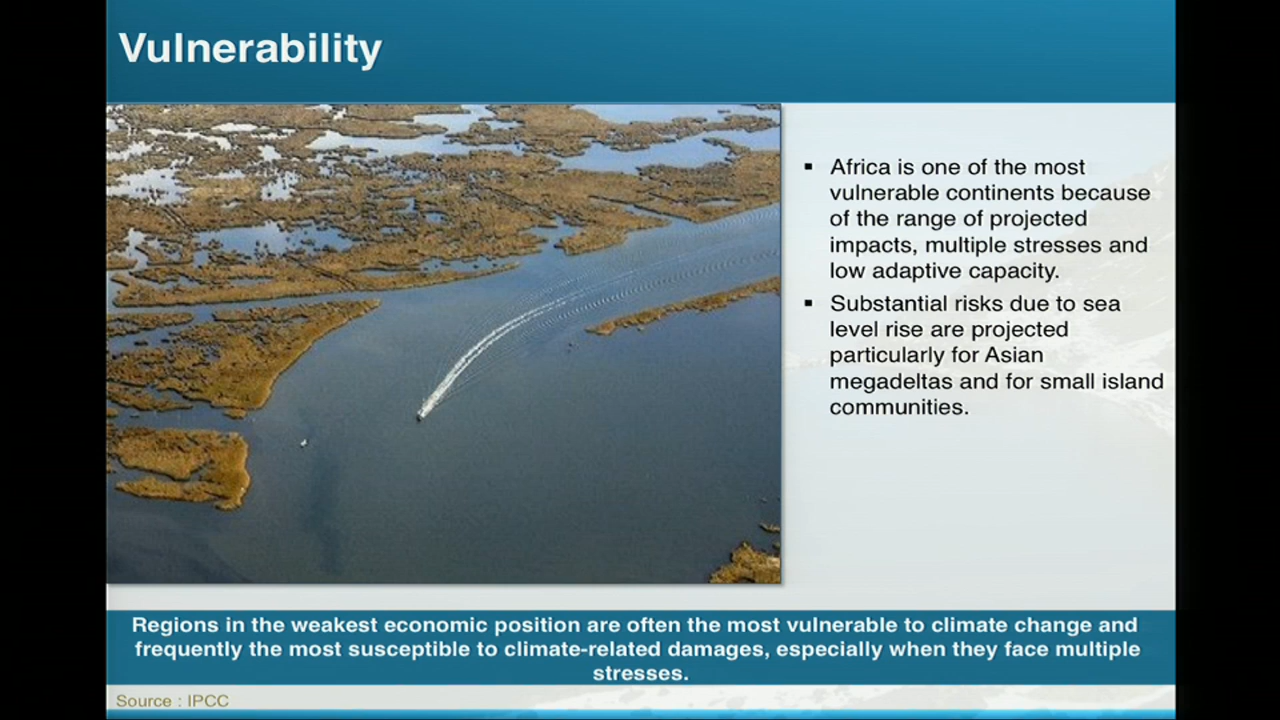 Vulnerability
▪ Africa is one of the most
vulnerable continents because
of the range of projected
impacts, multiple stresses and
low adaptive capacity.
▪ Substantial risks due to sea
level rise are projected
particularly for Asian
megadeltas and for small island
communities.
Regions in the weakest economic position are often the most vulnerable to climate change and
frequently the most susceptible to climate-related damages, especially when they face multiple
stresses.
Source : IPCC